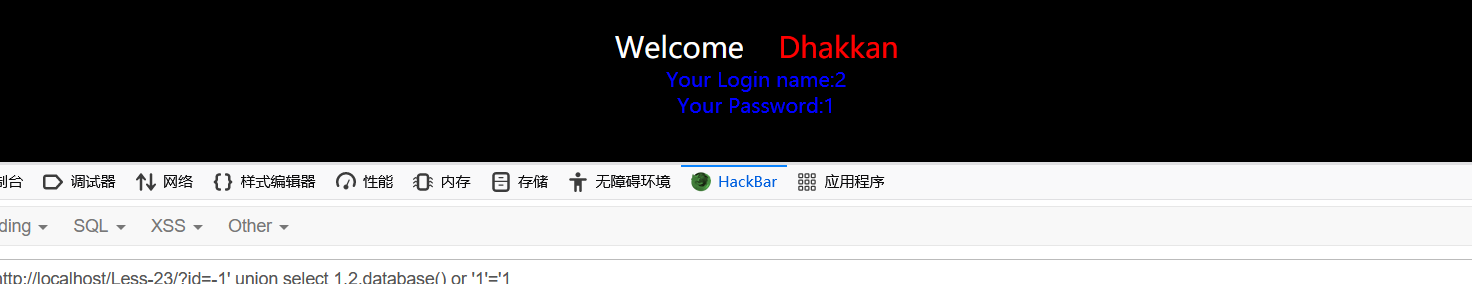 Welcome Dhakkan
Your Login name:2
Your Password:1
制台 调试器 网络 样式编辑器 性能 内存 存储 无障碍环境 HackBar 应用程序
ding SQL XSS Other
http://localhost/Less-23/?id=-1' union select 1,2,database() or '1'='1